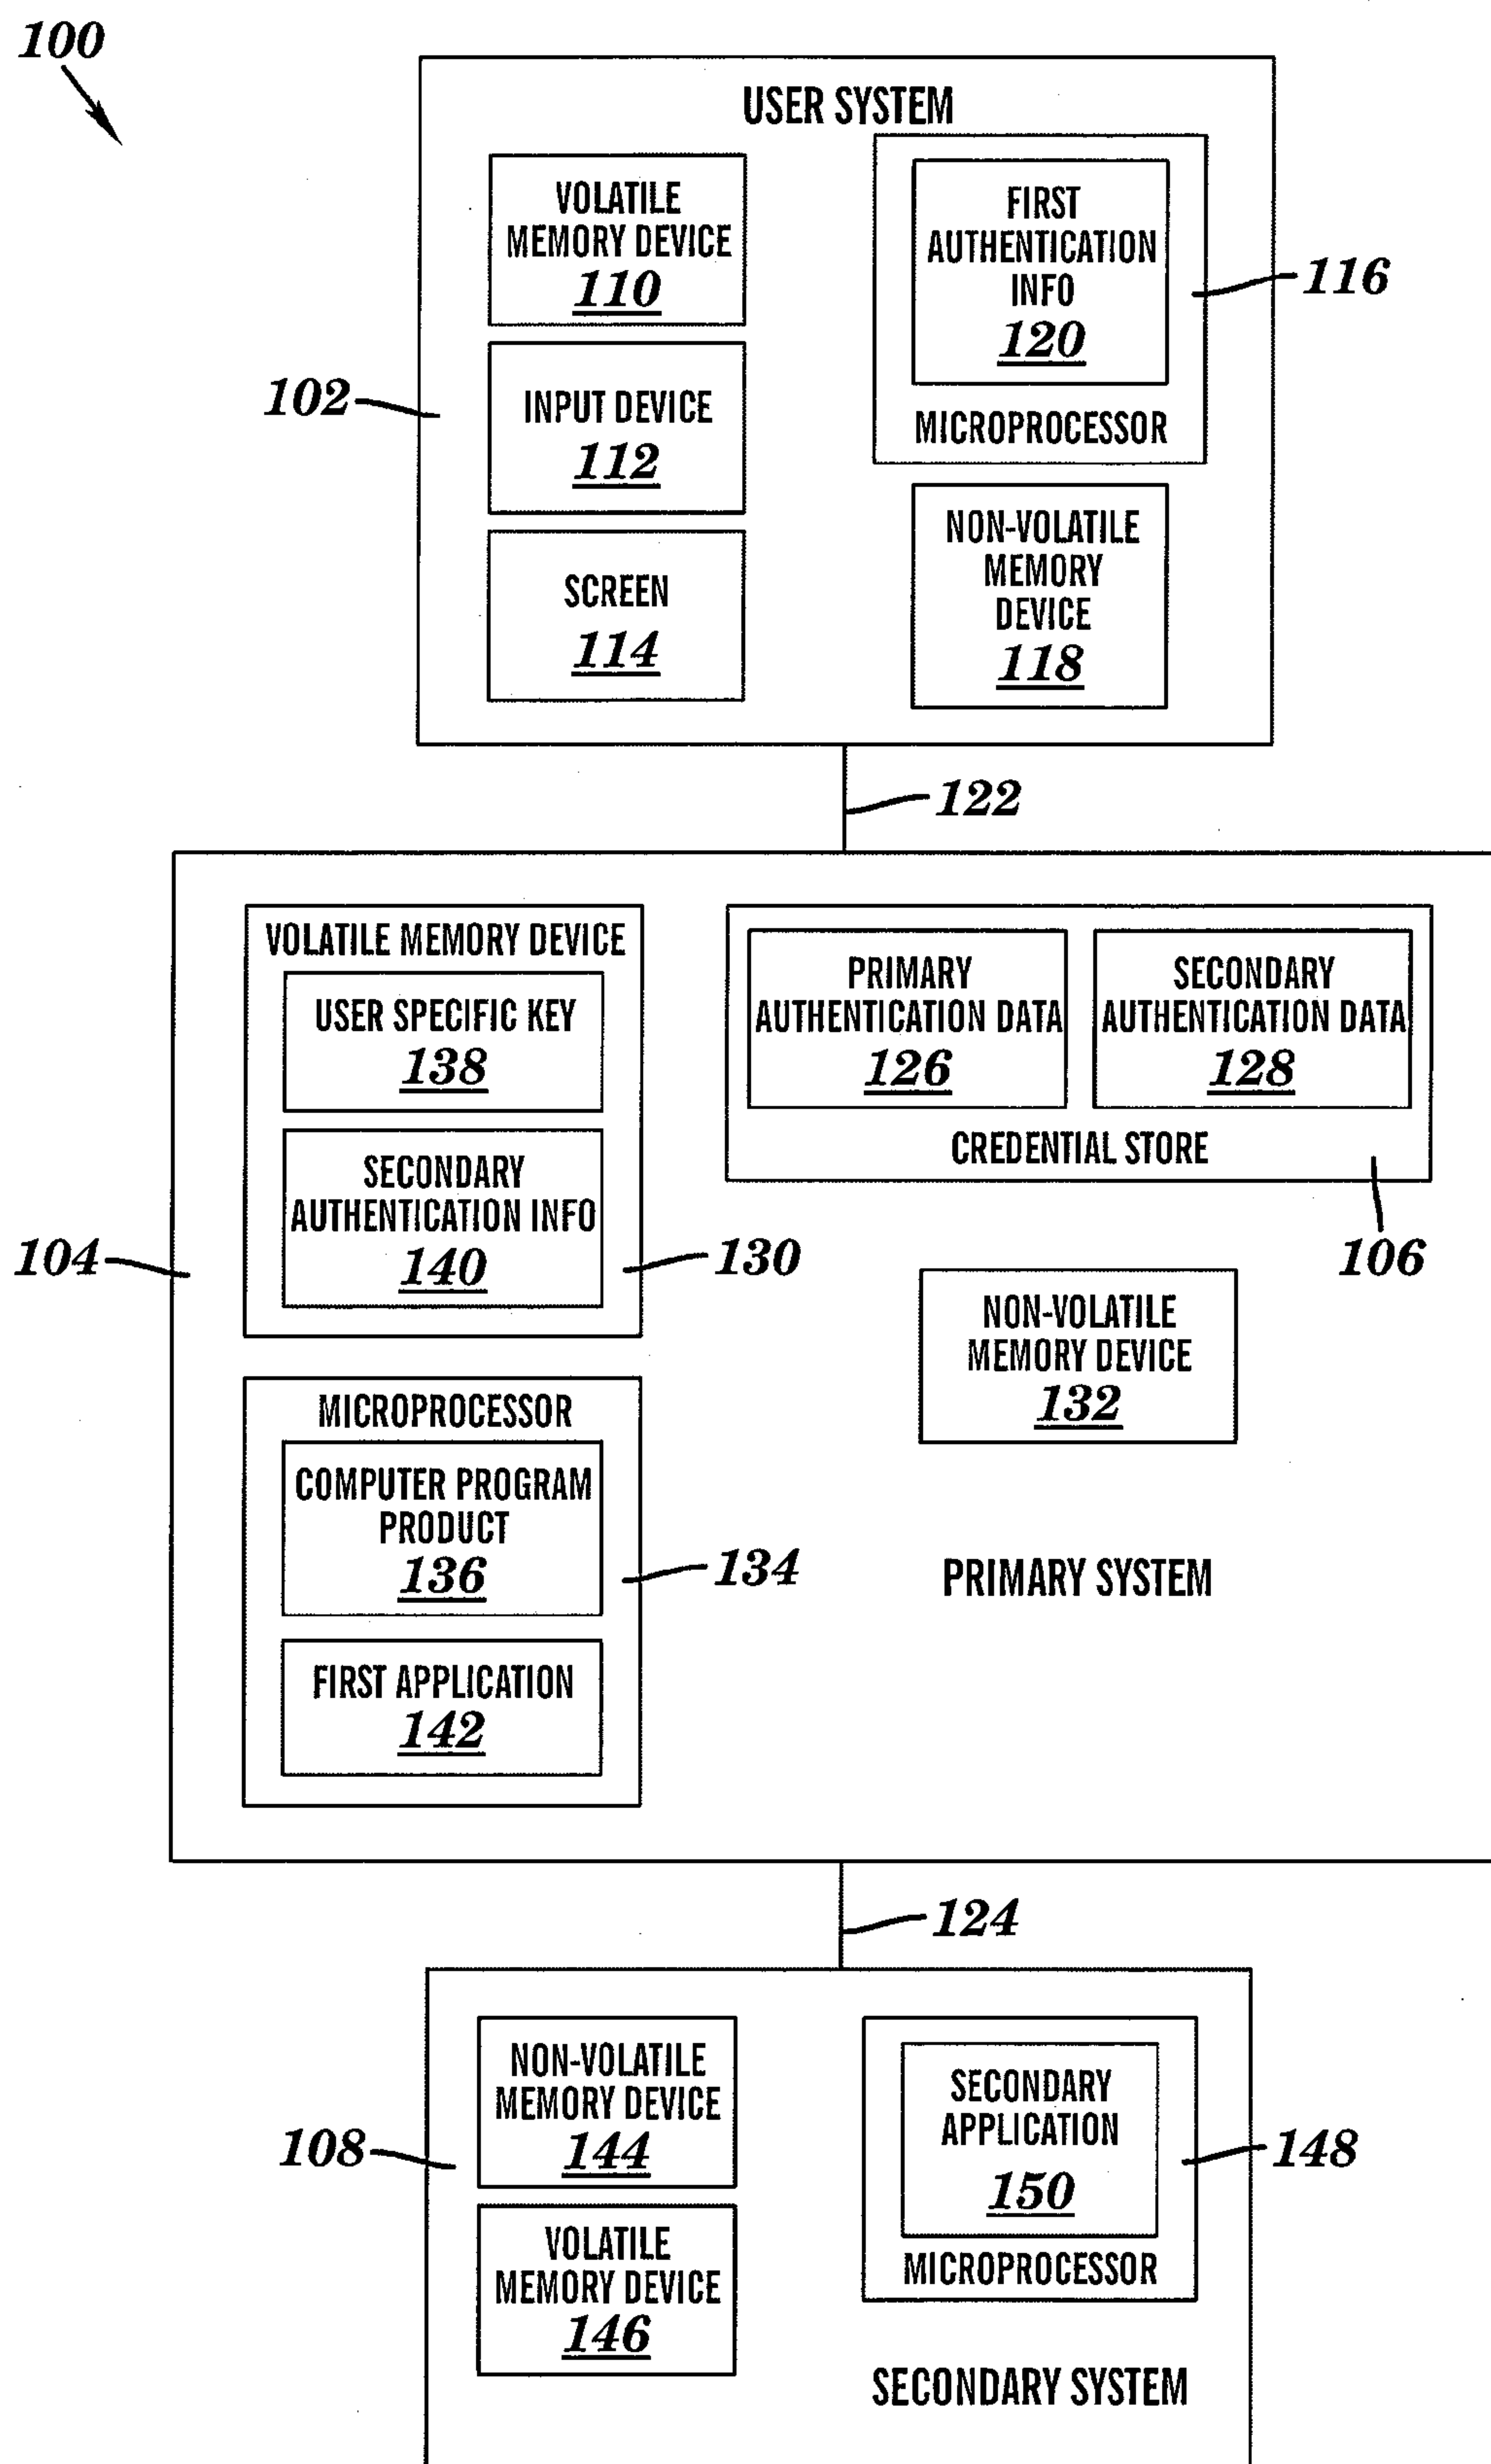 100
USER SYSTEM
VOLATILE
MEMORY DEVICE
110
INPUT DEVICE
112
SCREEN
114
FIRST
AUTHENTICATION
INFO
120
MICROPROCESSOR
116
NON-VOLATILE
MEMORY
DEVICE
118
102
122
VOLATILE MEMORY DEVICE
USER SPECIFIC KEY
138
SECONDARY
AUTHENTICATION INFO
140
130
104
PRIMARY
AUTHENTICATION DATA
126
SECONDARY
AUTHENTICATION DATA
128
CREDENTIAL STORE
106
NON-VOLATILE
MEMORY DEVICE
132
MICROPROCESSOR
COMPUTER PROGRAM
PRODUCT
136
134
FIRST APPLICATION
142
PRIMARY SYSTEM
124
NON-VOLATILE
MEMORY DEVICE
144
108
VOLATILE
MEMORY DEVICE
146
SECONDARY
APPLICATION
150
MICROPROCESSOR
148
SECONDARY SYSTEM